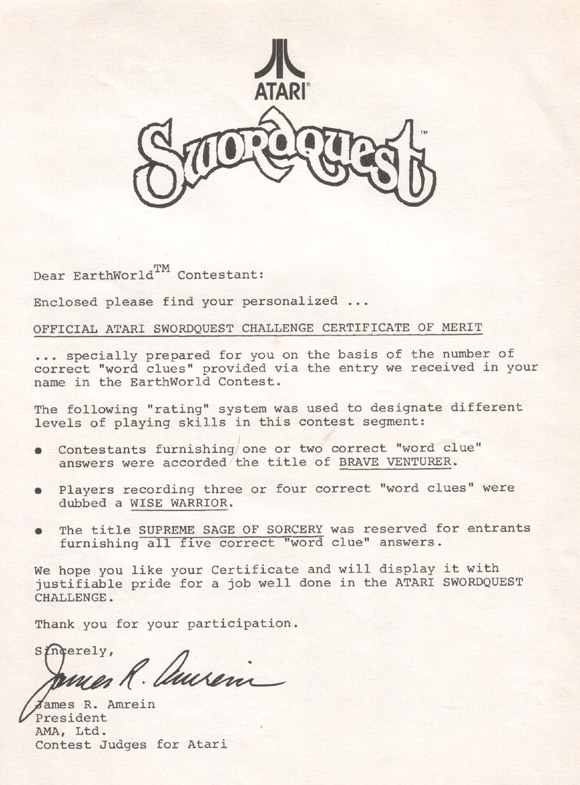 ATARI®
Swordquest™
Dear EarthWorld™ Contestant:
Enclosed please find your personalized ...
OFFICIAL ATARI SWORDQUEST CHALLENGE CERTIFICATE OF MERIT
... specially prepared for you on the basis of the number of
correct "word clues" provided via the entry we received in your
name in the EarthWorld Contest.
The following "rating" system was used to designate different
levels of playing skills in this contest segment:
● Contestants furnishing one or two correct "word clue"
answers were accorded the title of BRAVE VENTURER.
● Players recording three or four correct "word clues" were
dubbed a WISE WARRIOR.
● The title SUPREME SAGE OF SORCERY was reserved for entrants
furnishing all five correct "word clue" answers.
We hope you like your Certificate and will display it with
justifiable pride for a job well done in the ATARI SWORDQUEST
CHALLENGE.
Thank you for your participation.
Sincerely,
James R. Amrein
James R. Amrein
President
AMA, Ltd.
Contest Judges for Atari